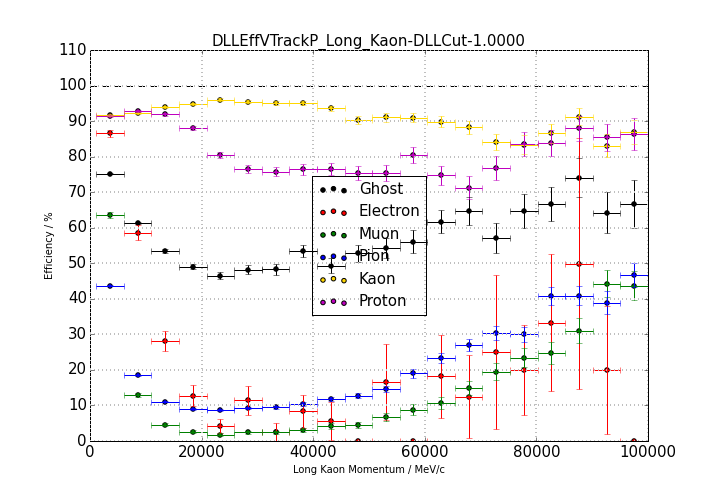 DLLEffVTrackP_Long_Kaon-DLLCut-1.0000
110
100
90
80
70
60
50
40
30
20
10
0
Efficiency / %
Ghost
Electron
Muon
Pion
Kaon
Proton
0 20000 40000 60000 80000 100000
Long Kaon Momentum / MeV/c